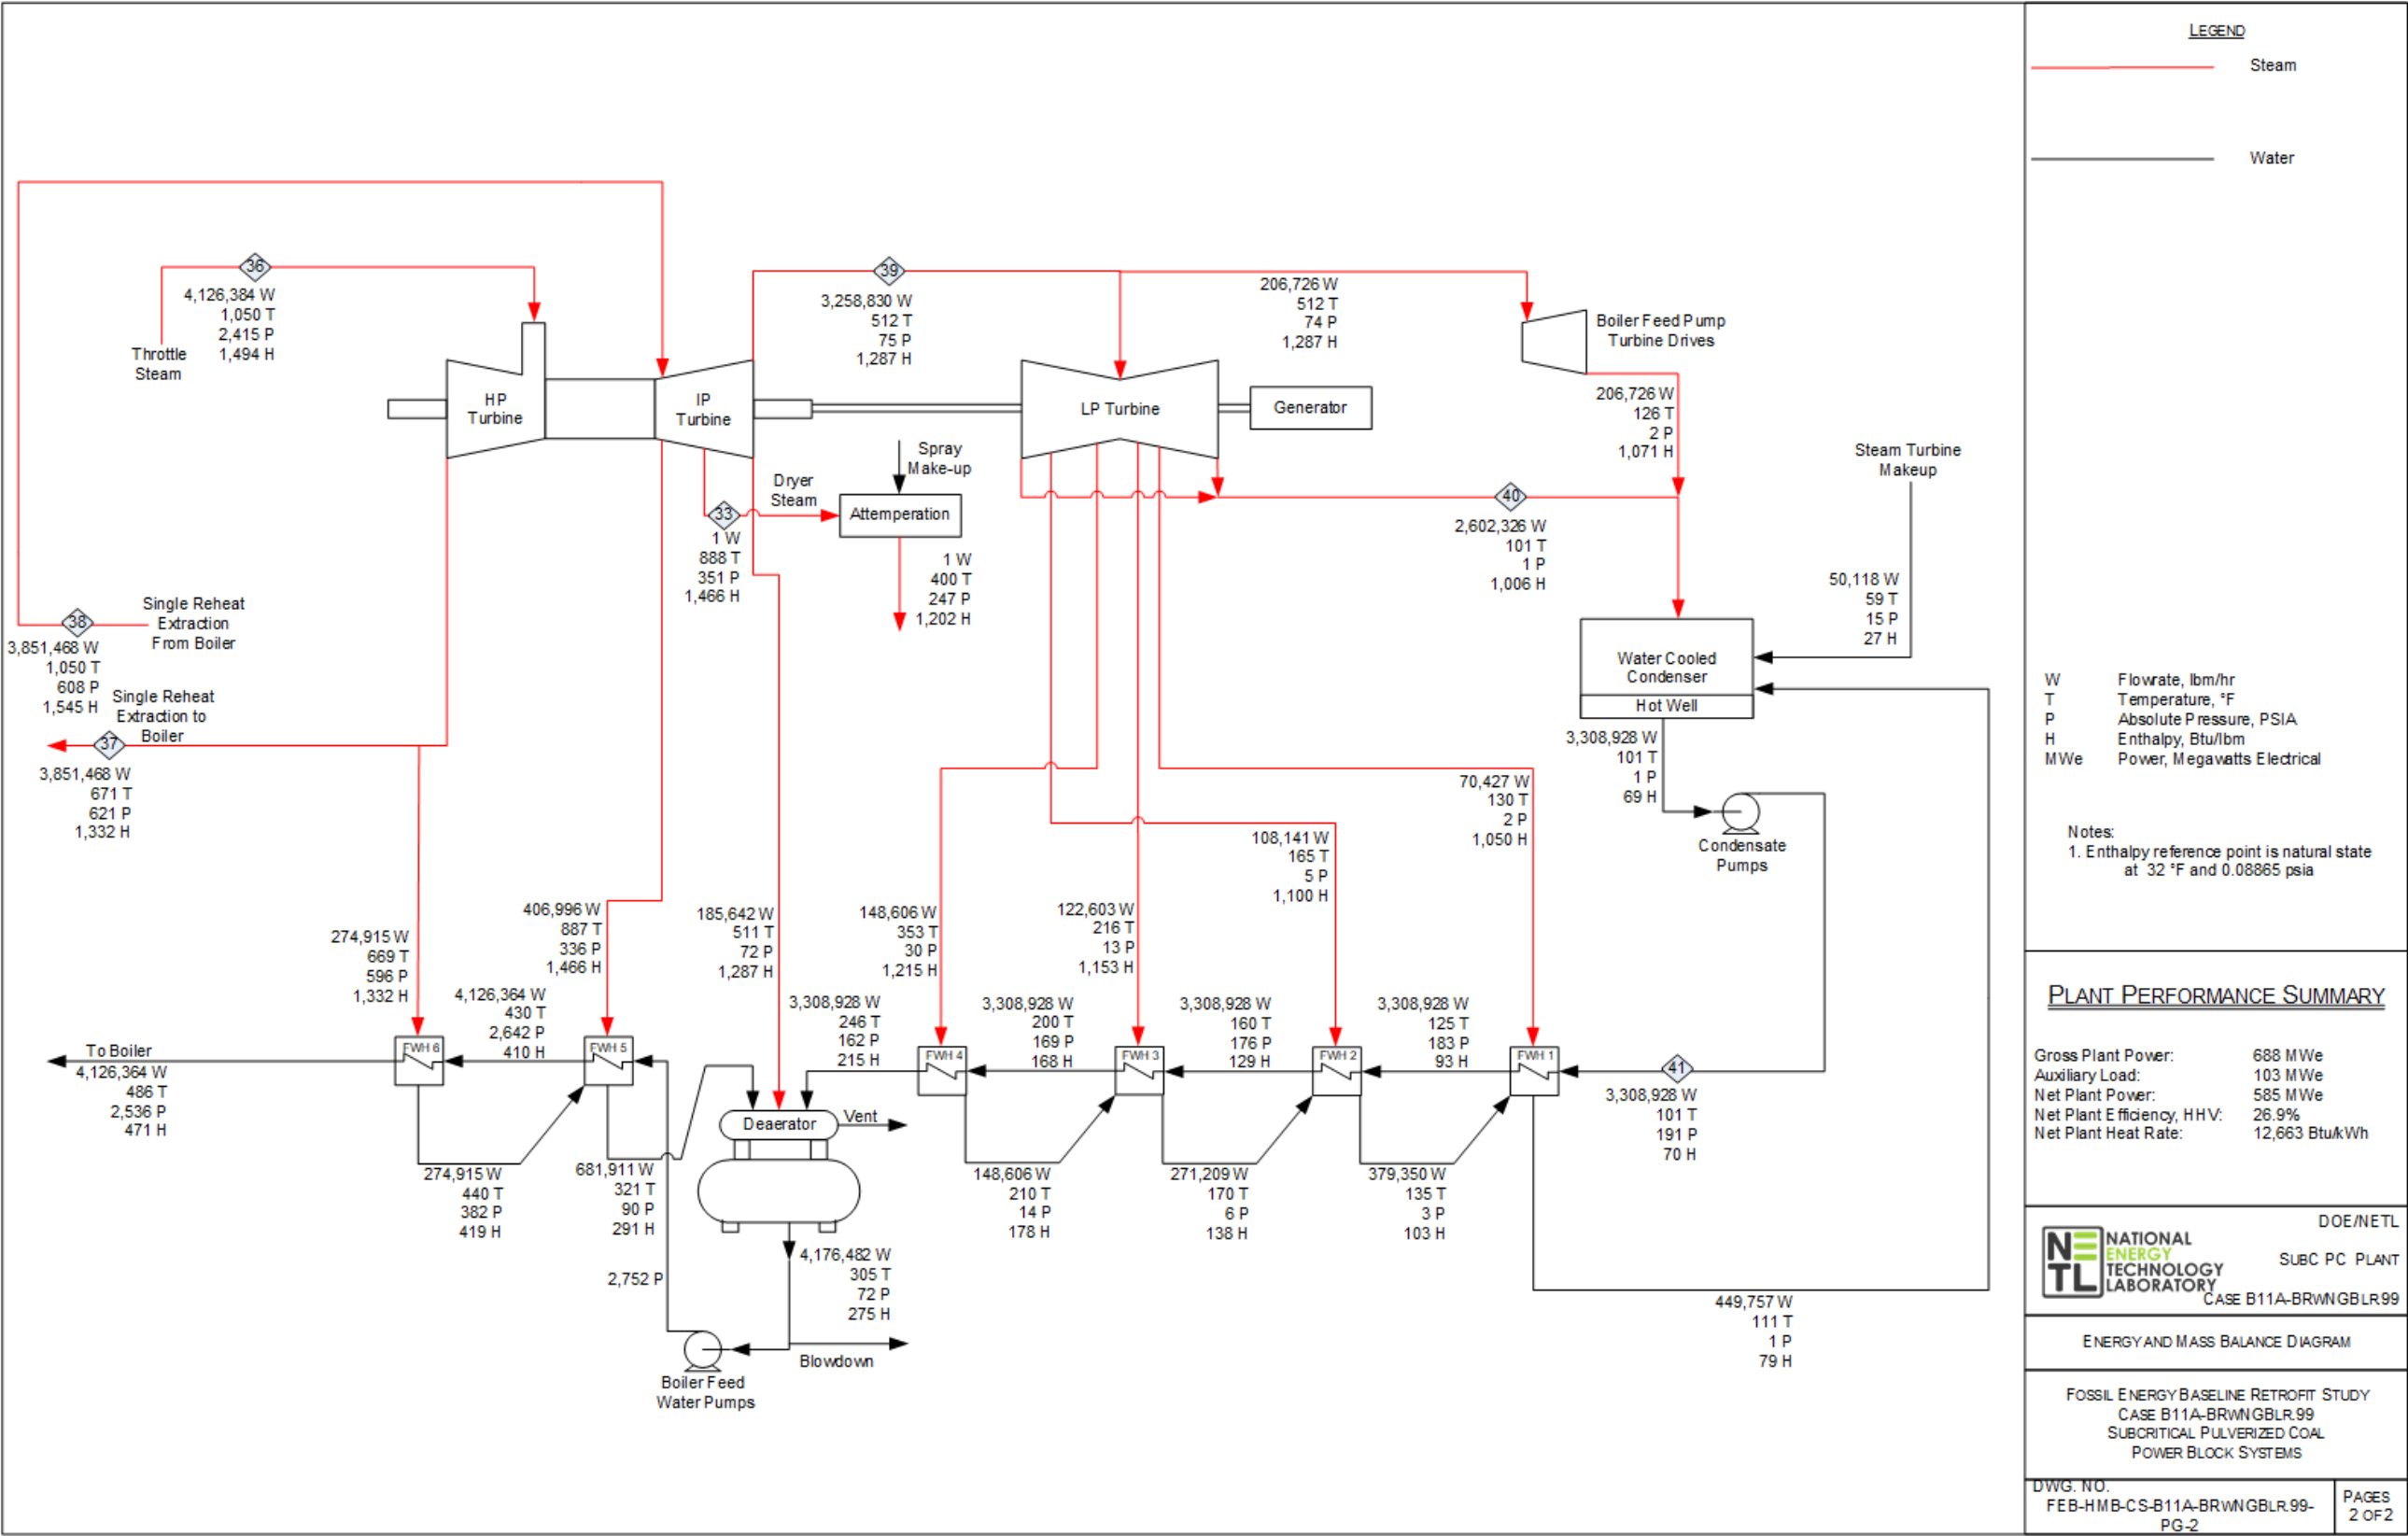 36
4,126,384 W
1,050 T
2,415 P
1,494 H
Throttle
Steam
HP
Turbine
IP
Turbine
39
3,258,830 W
512 T
75 P
1,287 H
LP Turbine
Generator
206,726 W
512 T
74 P
1,287 H
Boiler Feed Pump
Turbine Drives
206,726 W
126 T
2 P
1,071 H
Steam Turbine
Makeup
Spray
Make-up
Dryer
Steam
33
Attemperation
1 W
888 T
351 P
1,466 H
1 W
400 T
247 P
1,202 H
40
2,602,326 W
101 T
1 P
1,006 H
50,118 W
59 T
15 P
27 H
38
Single Reheat
Extraction
From Boiler
3,851,468 W
1,050 T
608 P
1,545 H
Single Reheat
Extraction to
Boiler
37
3,851,468 W
671 T
621 P
1,332 H
Water Cooled
Condenser
Hot Well
3,308,928 W
101 T
1 P
69 H
Condensate
Pumps
70,427 W
130 T
2 P
1,050 H
108,141 W
165 T
5 P
1,100 H
122,603 W
216 T
13 P
1,153 H
148,606 W
353 T
30 P
1,215 H
185,642 W
511 T
72 P
1,287 H
406,996 W
887 T
336 P
1,466 H
274,915 W
669 T
596 P
1,332 H
4,126,364 W
430 T
2,642 P
410 H
3,308,928 W
246 T
162 P
215 H
3,308,928 W
200 T
169 P
168 H
3,308,928 W
160 T
176 P
129 H
3,308,928 W
125 T
183 P
93 H
To Boiler
FWH 6
FWH 5
FWH 4
FWH 3
FWH 2
FWH 1
41
4,126,364 W
486 T
2,536 P
471 H
3,308,928 W
101 T
191 P
70 H
Deaerator
Vent
274,915 W
440 T
382 P
419 H
681,911 W
321 T
90 P
291 H
148,606 W
210 T
14 P
178 H
271,209 W
170 T
6 P
138 H
379,350 W
135 T
3 P
103 H
2,752 P
4,176,482 W
305 T
72 P
275 H
Blowdown
Boiler Feed
Water Pumps
449,757 W
111 T
1 P
79 H
LEGEND
Steam
Water
W Flowrate, lbm/hr
T Temperature, °F
P Absolute Pressure, PSIA
H Enthalpy, Btu/lbm
MWe Power, Megawatts Electrical
Notes:
1. Enthalpy reference point is natural state
at 32 °F and 0.08865 psia
PLANT PERFORMANCE SUMMARY
Gross Plant Power: 688 MWe
Auxiliary Load: 103 MWe
Net Plant Power: 585 MWe
Net Plant Efficiency, HHV: 26.9%
Net Plant Heat Rate: 12,663 Btu/kWh
NETL
NATIONAL
ENERGY
TECHNOLOGY
LABORATORY
DOE/NETL
SUBC PC PLANT
CASE B11A-BRWNGBLR.99
ENERGY AND MASS BALANCE DIAGRAM
FOSSIL ENERGY BASELINE RETROFIT STUDY
CASE B11A-BRWNGBLR.99
SUBCRITICAL PULVERIZED COAL
POWER BLOCK SYSTEMS
DWG. NO.
FEB-HMB-CS-B11A-BRWNGBLR.99-
PG-2
PAGES
2 OF 2